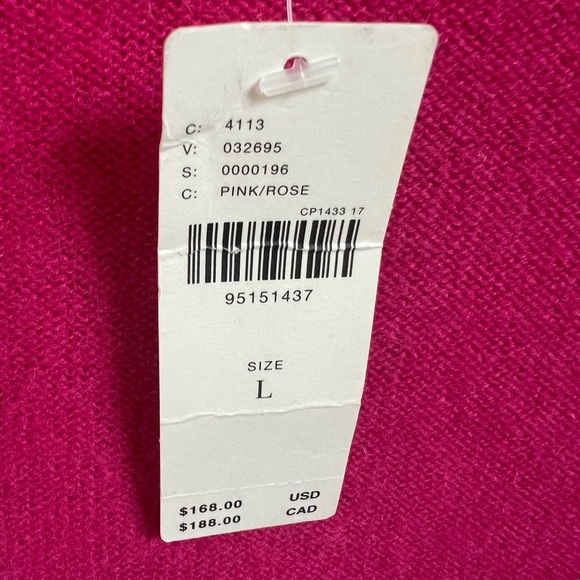 C: 4113
V: 032695
S: 0000196
C: PINK/ROSE
CP1433 17
95151437
SIZE
L
$168.00 USD
$188.00 CAD